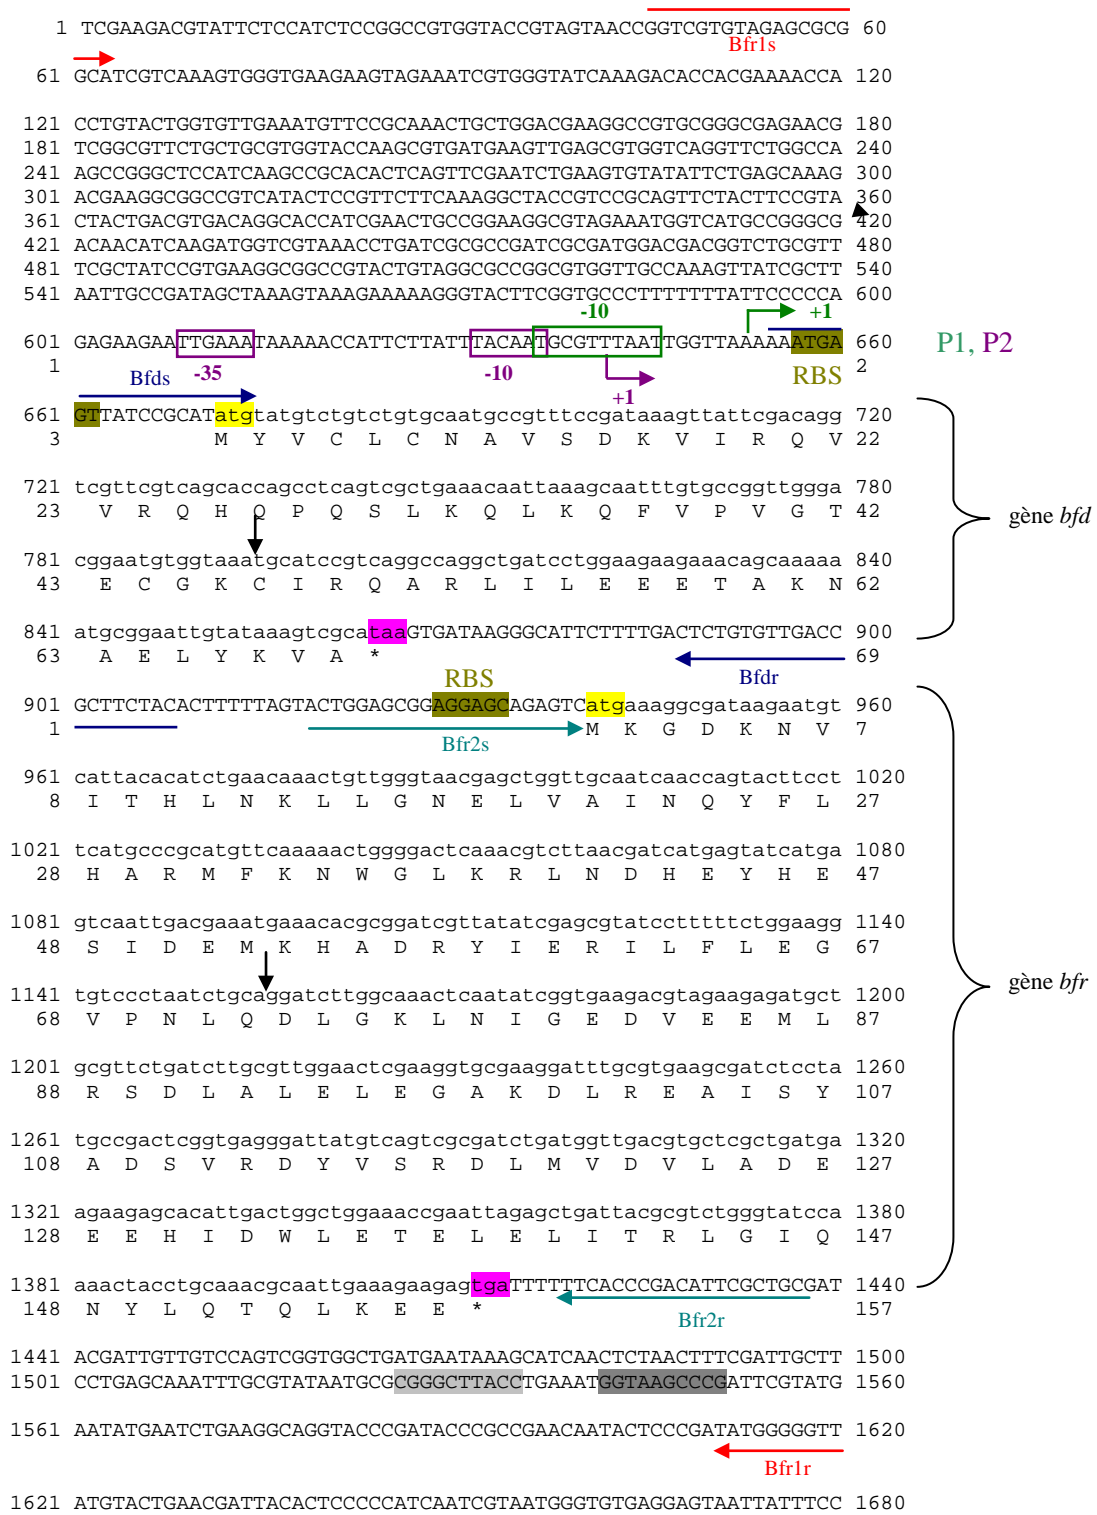 1 TCGAAGACGTATTCTCCATCTCCGGCCGTGGTACCGTAGTAACCGGTCGTGTAGAGCGCG 60
Bfr1s
61 GCATCGTCAAAGTGGGTGAAGAAGTAGAAATCGTGGGTATCAAAGACACCACGAAAACCA 120
121 CCTGTACTGGTGTTGAAATGTTCCGCAAACTGCTGGACGAAGGCCGTGCGGGCGAGAACG 180
181 TCGGCGTTCTGCTGCGTGGTACCAAGCGTGATGAAGTTGAGCGTGGTCAGGTTCTGGCCA 240
241 AGCCGGGCTCCATCAAGCCGCACACTCAGTTCGAATCTGAAGTGTATATTCTGAGCAAAG 300
301 ACGAAGGCGGCCGTCATACTCCGTTCTTCAAAGGCTACCGTCCGCAGTTCTACTTCCGTA 360
361 CTACTGACGTGACAGGCACCATCGAACTGCCGGAAGGCGTAGAAATGGTCATGCCGGGCG 420
421 ACAACATCAAGATGGTCGTAAACCTGATCGCGCCGATCGCGATGGACGACGGTCTGCGTT 480
481 TCGCTATCCGTGAAGGCGGCCGTACTGTAGGCGCCGGCGTGGTTGCCAAAGTTATCGCTT 540
541 AATTGCCGATAGCTAAAGTAAAGAAAAAGGGTACTTCGGTGCCCTTTTTTTATTCCCCCA 600
-10 +1
601 GAGAAGAATTGAAATAAAAACCATTCTTATTTACAATGCGTTTAATTGGTTAAAAAATGA 660
P1, P2
1 2
Bfds -35 -10 +1 RBS
661 GTTATCCGCATatgtatgtctgtctgtgcaatgccgtttccgataaagttattcgacagg 720
3 M Y V C L C N A V S D K V I R Q V 22
721 tcgttcgtcagcaccagcctcagtcgctgaaacaattaaagcaatttgtgccggttggga 780
23 V R Q H Q P Q S L K Q L K Q F V P V G T 42
gène bfd
781 cggaatgtggtaaatgcatccgtcaggccaggctgatcctggaagaagaaacagcaaaaa 840
43 E C G K C I R Q A R L I L E E E T A K N 62
841 atgcggaattgtataaagtcgcataaGTGATAAGGGCATTCTTTTGACTCTGTGTTGACC 900
63 A E L Y K V A * 69
RBS Bfdr
901 GCTTCTACACTTTTTAGTACTGGAGCGGAGGAGCAGAGTCatgaaaggcgataagaatgt 960
1 M K G D K N V 7
Bfr2s
961 cattacacatctgaacaaactgttgggtaacgagctggttgcaatcaaccagtacttcct 1020
8 I T H L N K L L G N E L V A I N Q Y F L 27
1021 tcatgcccgcatgttcaaaaactggggactcaaacgtcttaacgatcatgagtatcatga 1080
28 H A R M F K N W G L K R L N D H E Y H E 47
1081 gtcaattgacgaaatgaaacacgcggatcgttatatcgagcgtatcctttttctggaagg 1140
48 S I D E M K H A D R Y I E R I L F L E G 67
gène bfr
1141 tgtccctaatctgcaggatcttggcaaactcaatatcggtgaagacgtagaagagatgct 1200
68 V P N L Q D L G K L N I G E D V E E M L 87
1201 gcgttctgatcttgcgttggaactcgaaggtgcgaaggatttgcgtgaagcgatctccta 1260
88 R S D L A L E L E G A K D L R E A I S Y 107
1261 tgccgactcggtgagggattatgtcagtcgcgatctgatggttgacgtgctcgctgatga 1320
108 A D S V R D Y V S R D L M V D V L A D E 127
1321 agaagagcacattgactggctggaaaccgaattagagctgattacgcgtctgggtatcca 1380
128 E E H I D W L E T E L E L I T R L G I Q 147
1381 aaactacctgcaaacgcaattgaaagaagagtgaTTTTTTCACCCGACATTCGCTGCGAT 1440
148 N Y L Q T Q L K E E * 157
Bfr2r
1441 ACGATTGTTGTCCAGTCGGTGGCTGATGAATAAAGCATCAACTCTAACTTTCGATTGCTT 1500
1501 CCTGAGCAAATTTGCGTATAATGCGCGGGCTTACCTGAAATGGTAAGCCCGATTCGTATG 1560
1561 AATATGAATCTGAAGGCAGGTACCCGATACCCGCCGAACAATACTCCCGATATGGGGGTT 1620
Bfr1r
1621 ATGTACTGAACGATTACACTCCCCCATCAATCGTAATGGGTGTGAGGAGTAATTATTTCC 1680